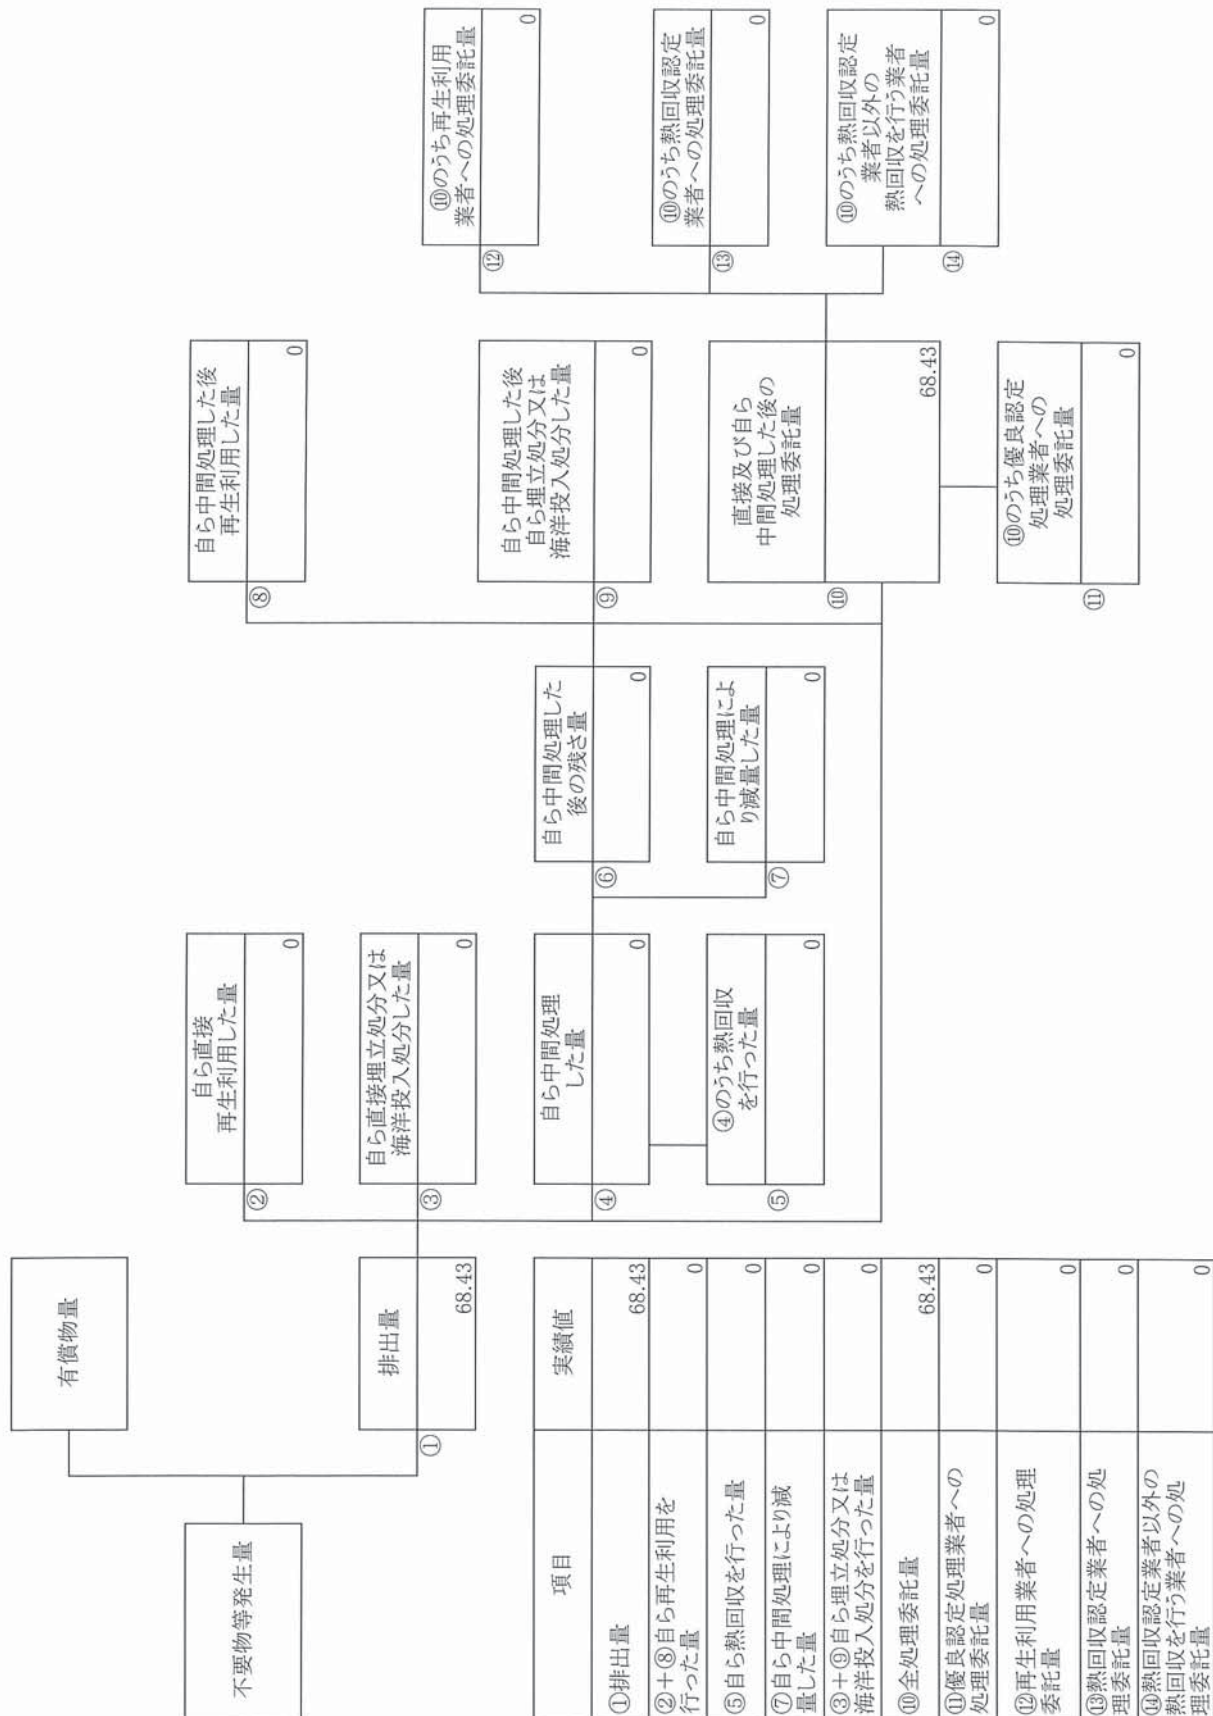 不要物等発生量
有償物量
排出量
①
68.43
自ら直接
再生利用した量
②
0
自ら直接埋立処分又は
海洋投入処分した量
③
0
自ら中間処理
した量
④
0
④のうち熱回収
を行った量
⑤
0
自ら中間処理した
後の残さ量
⑥
0
自ら中間処理によ
り減量した量
⑦
0
自ら中間処理した後
再生利用した量
⑧
0
自ら中間処理した後
自ら埋立処分又は
海洋投入処分した量
⑨
0
直接及び自ら
中間処理した後の
処理委託量
⑩
68.43
⑩のうち優良認定
処理業者への
処理委託量
⑪
0
⑩のうち再生利用
業者への処理委託量
⑫
0
⑩のうち熱回収認定
業者への処理委託量
⑬
0
⑩のうち熱回収認定
業者以外の
熱回収を行う業者
への処理委託量
⑭
0
項目 実績値
①排出量 68.43
②+⑧自ら再生利用を
行った量 0
⑤自ら熱回収を行った量 0
⑦自ら中間処理により減
量した量 0
③+⑨自ら埋立処分又は
海洋投入処分を行った量 0
⑩全処理委託量 68.43
⑪優良認定処理業者への
処理委託量 0
⑫再生利用業者への処理
委託量 0
⑬熱回収認定業者への処
理委託量 0
⑭熱回収認定業者以外の
熱回収を行う業者への処
理委託量 0